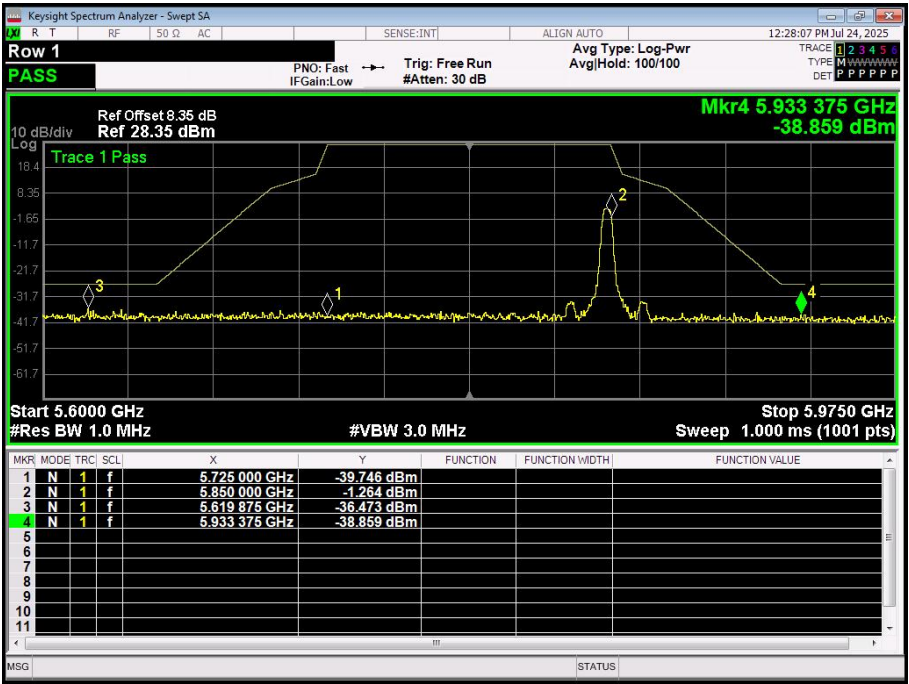 Keysight Spectrum Analyzer - Swept SA
LXI R T RF 50 Ω AC SENSE:INT ALIGN AUTO 12:28:07 PM Jul 24, 2025
Row 1
PASS
PNO: Fast
IFGain:Low
Trig: Free Run
#Atten: 30 dB
Avg Type: Log-Pwr
Avg|Hold: 100/100
TRACE 1 2 3 4 5 6
TYPE M W W W W W
DET P P P P P P
Mkr4 5.933 375 GHz
-38.859 dBm
Ref Offset 8.35 dB
10 dB/div Ref 28.35 dBm
Log
Trace 1 Pass
18.4
8.35
-1.65
-11.7
-21.7
-31.7
-41.7
-51.7
-61.7
2
3
1
4
Start 5.6000 GHz Stop 5.9750 GHz
#Res BW 1.0 MHz #VBW 3.0 MHz Sweep 1.000 ms (1001 pts)
MKR MODE TRC SCL X Y FUNCTION FUNCTION WIDTH FUNCTION VALUE
1 N 1 f 5.725 000 GHz -39.746 dBm
2 N 1 f 5.850 000 GHz -1.264 dBm
3 N 1 f 5.619 875 GHz -36.473 dBm
4 N 1 f 5.933 375 GHz -38.859 dBm
5
6
7
8
9
10
11
MSG STATUS